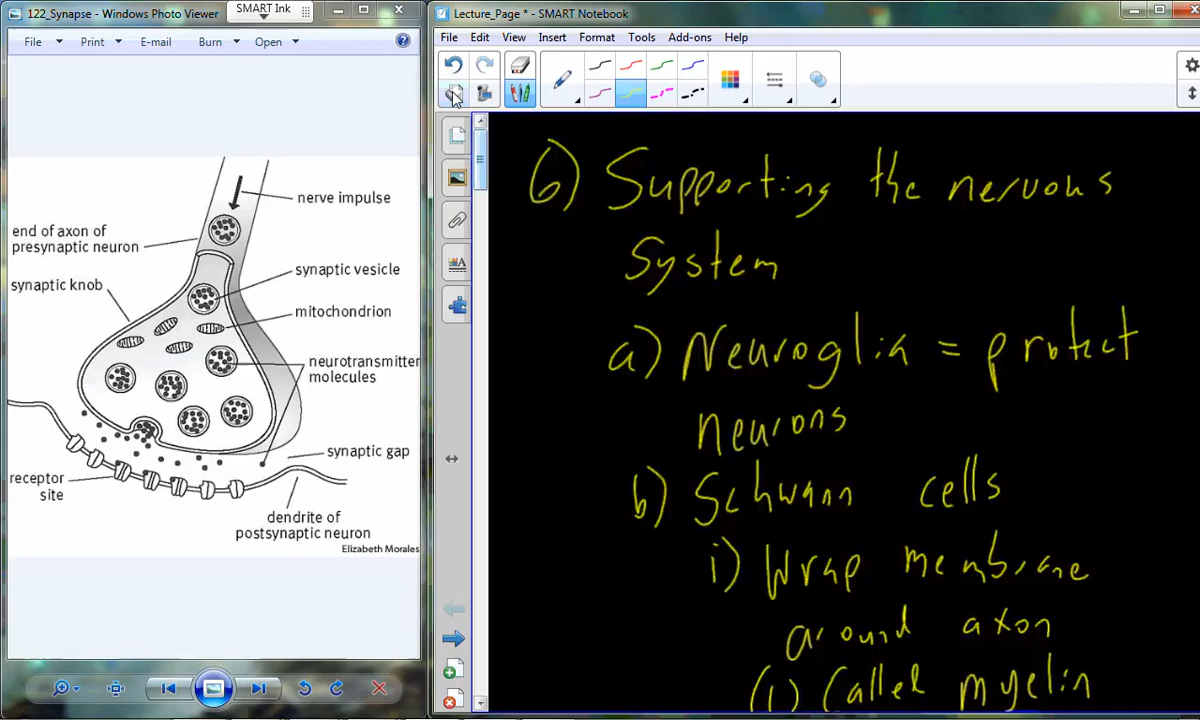 122_Synapse - Windows Photo Viewer
SMART Ink
File Print E-mail Burn Open
nerve impulse
end of axon of
presynaptic neuron
synaptic vesicle
synaptic knob
mitochondrion
neurotransmitter
molecules
synaptic gap
receptor
site
dendrite of
postsynaptic neuron
Elizabeth Morales
Lecture_Page * - SMART Notebook
File Edit View Insert Format Tools Add-ons Help
6) Supporting the nervous
system
a) Neuroglia = protect
neurons
b) Schwann cells
i) Wrap membrane
around axon
(1) Called myelin